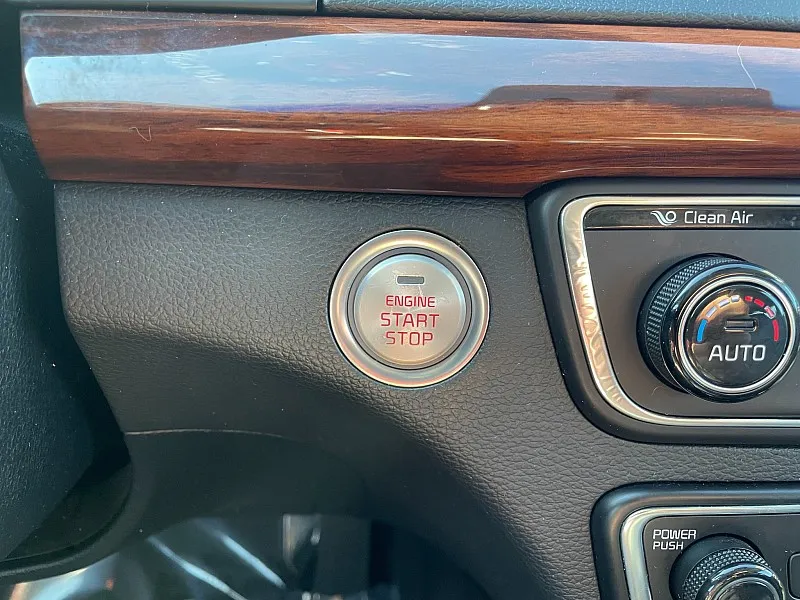 Clean Air
ENGINE
START
STOP
AUTO
POWER
PUSH